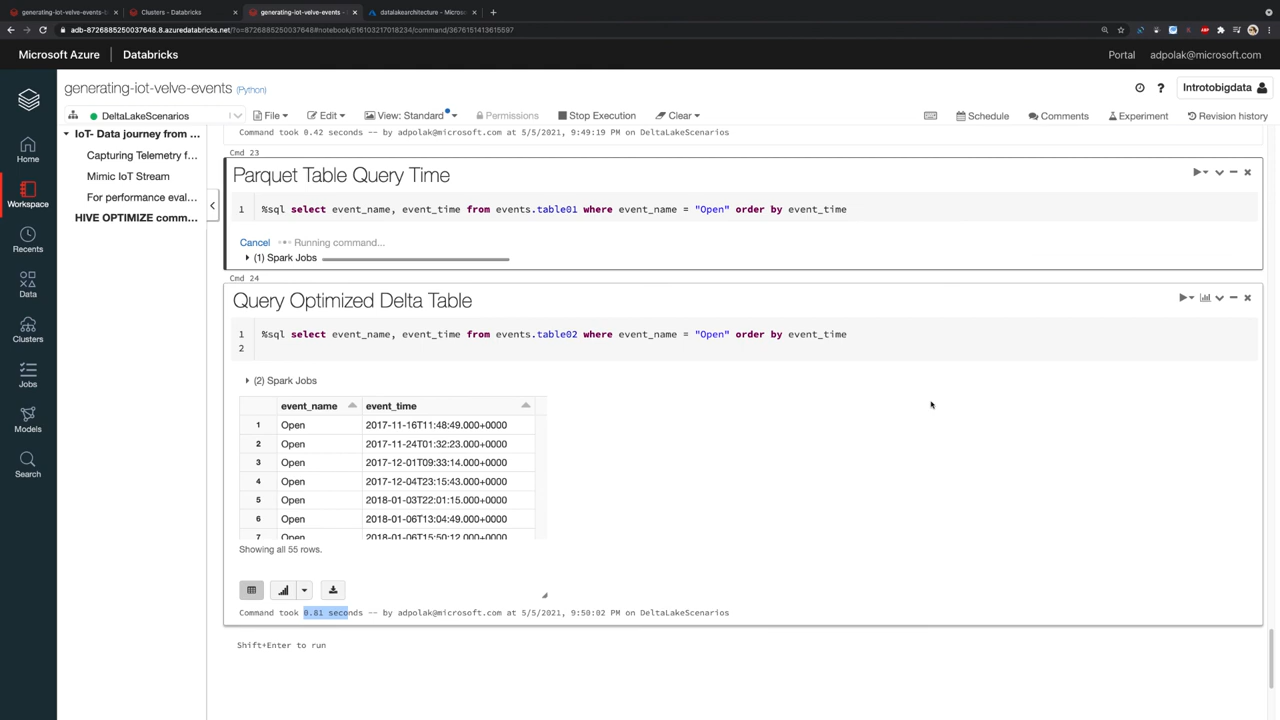 generating-iot-velve-events-b
Clusters - Databricks
generating-iot-velve-events -
datalakearchitecture - Micros
adb-8726885250037648.8.azuredatabricks.net/?o=8726885250037648#notebook/516103217018234/command/3676151413615597
Microsoft Azure | Databricks
Portal
adpolak@microsoft.com
generating-iot-velve-events (Python)
Introtobigdata
DeltaLakeScenarios
File
Edit
View: Standard
Permissions
Stop Execution
Clear
Schedule
Comments
Experiment
Revision history
Home
Workspace
Recents
Data
Clusters
Jobs
Models
Search
IoT- Data journey from ...
Capturing Telemetry f...
Mimic IoT Stream
For performance eval...
HIVE OPTIMIZE comm...
Command took 0.42 seconds -- by adpolak@microsoft.com at 5/5/2021, 9:49:19 PM on DeltaLakeScenarios
Cmd 23
Parquet Table Query Time
1 %sql select event_name, event_time from events.table01 where event_name = "Open" order by event_time
Cancel Running command...
(1) Spark Jobs
Cmd 24
Query Optimized Delta Table
1 %sql select event_name, event_time from events.table02 where event_name = "Open" order by event_time
2
(2) Spark Jobs
event_name event_time
1 Open 2017-11-16T11:48:49.000+0000
2 Open 2017-11-24T01:32:23.000+0000
3 Open 2017-12-01T09:33:14.000+0000
4 Open 2017-12-04T23:15:43.000+0000
5 Open 2018-01-03T22:01:15.000+0000
6 Open 2018-01-06T13:04:49.000+0000
7 Open 2018-01-06T15:50:12.000+0000
Showing all 55 rows.
Command took 0.81 seconds -- by adpolak@microsoft.com at 5/5/2021, 9:50:02 PM on DeltaLakeScenarios
Shift+Enter to run